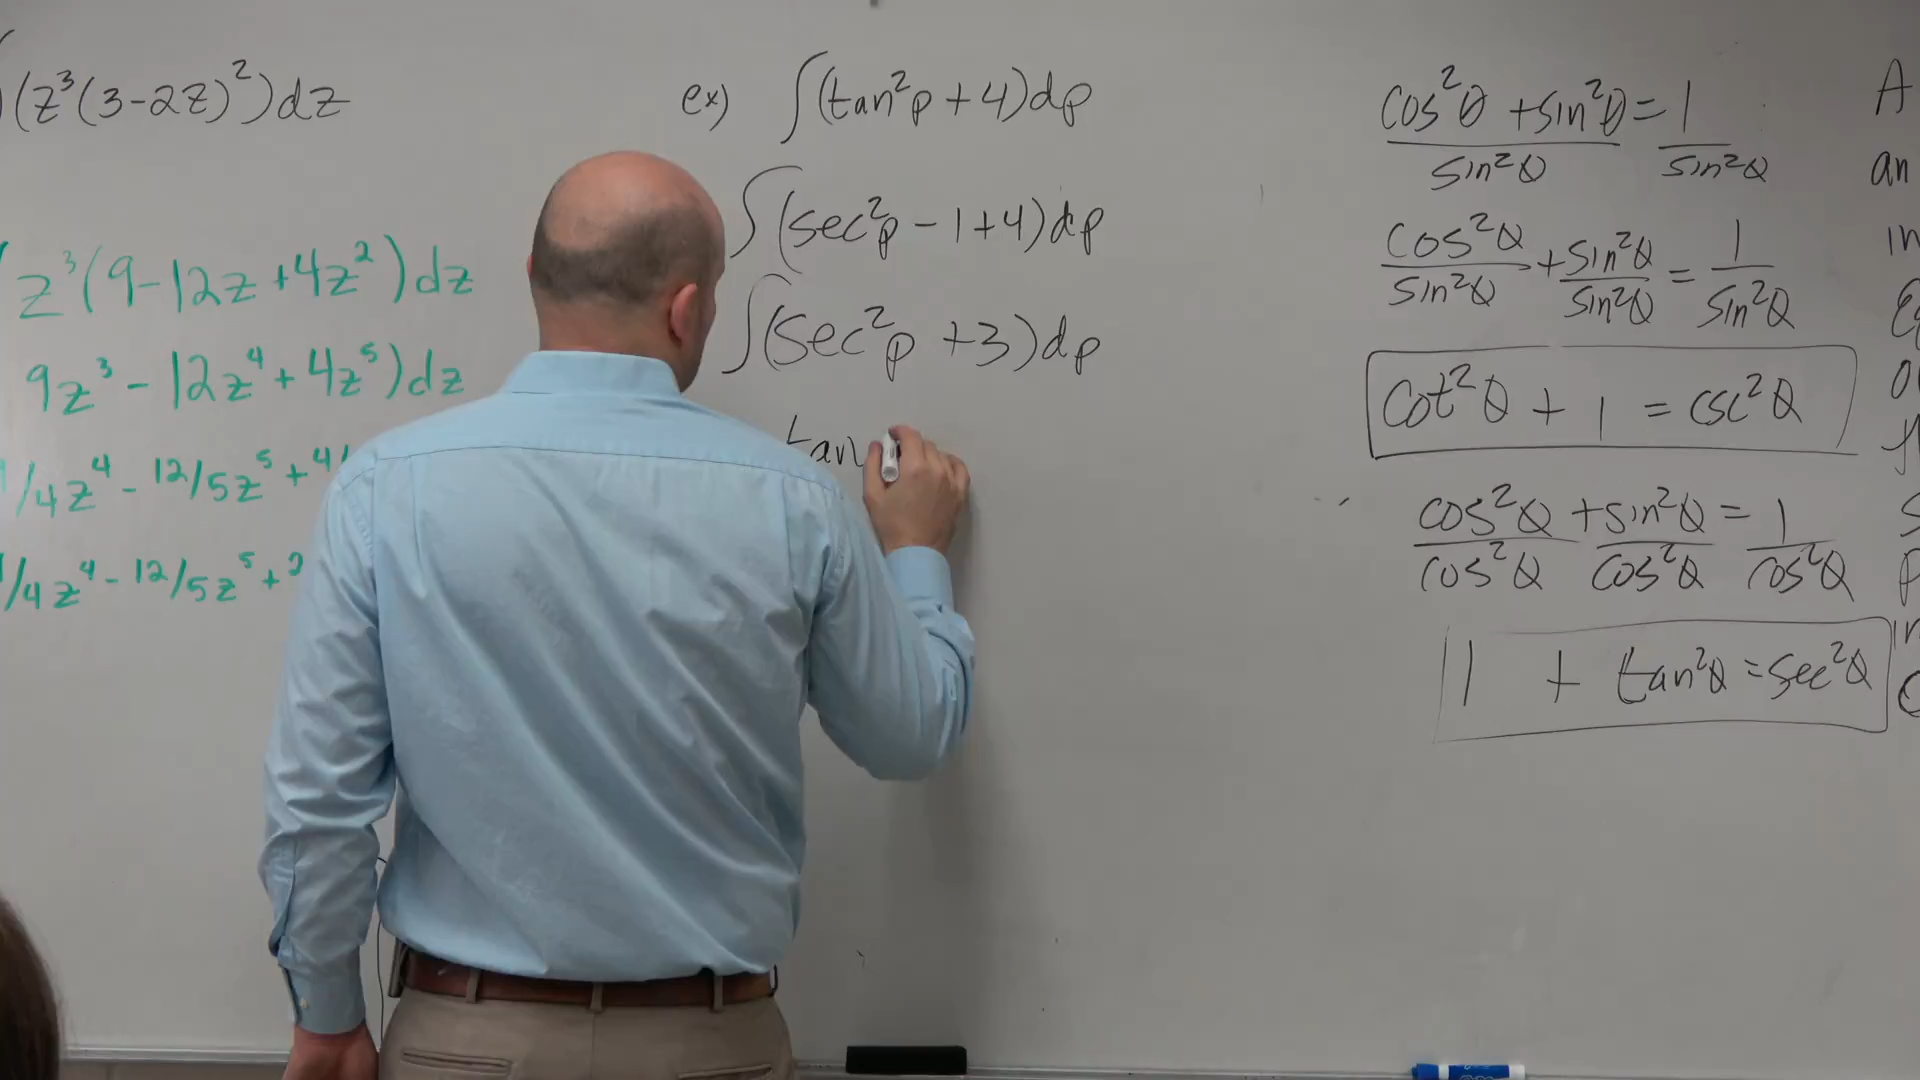 (z³(3-2z)²)dz
z³(9-12z+4z²)dz
9z³-12z⁴+4z⁵)dz
/4z⁴-12/5z⁵+4/
/4z⁴-12/5z⁵+2
ex) ∫(tan²p+4)dp
∫(sec²p-1+4)dp
∫(sec²p+3)dp
tan
cos²θ+sin²θ/sin²θ=1/sin²θ
cos²θ/sin²θ+sin²θ/sin²θ=1/sin²θ
cot²θ+1=csc²θ
cos²θ/cos²θ+sin²θ/cos²θ=1/cos²θ
1+tan²θ=sec²θ
A
an
in